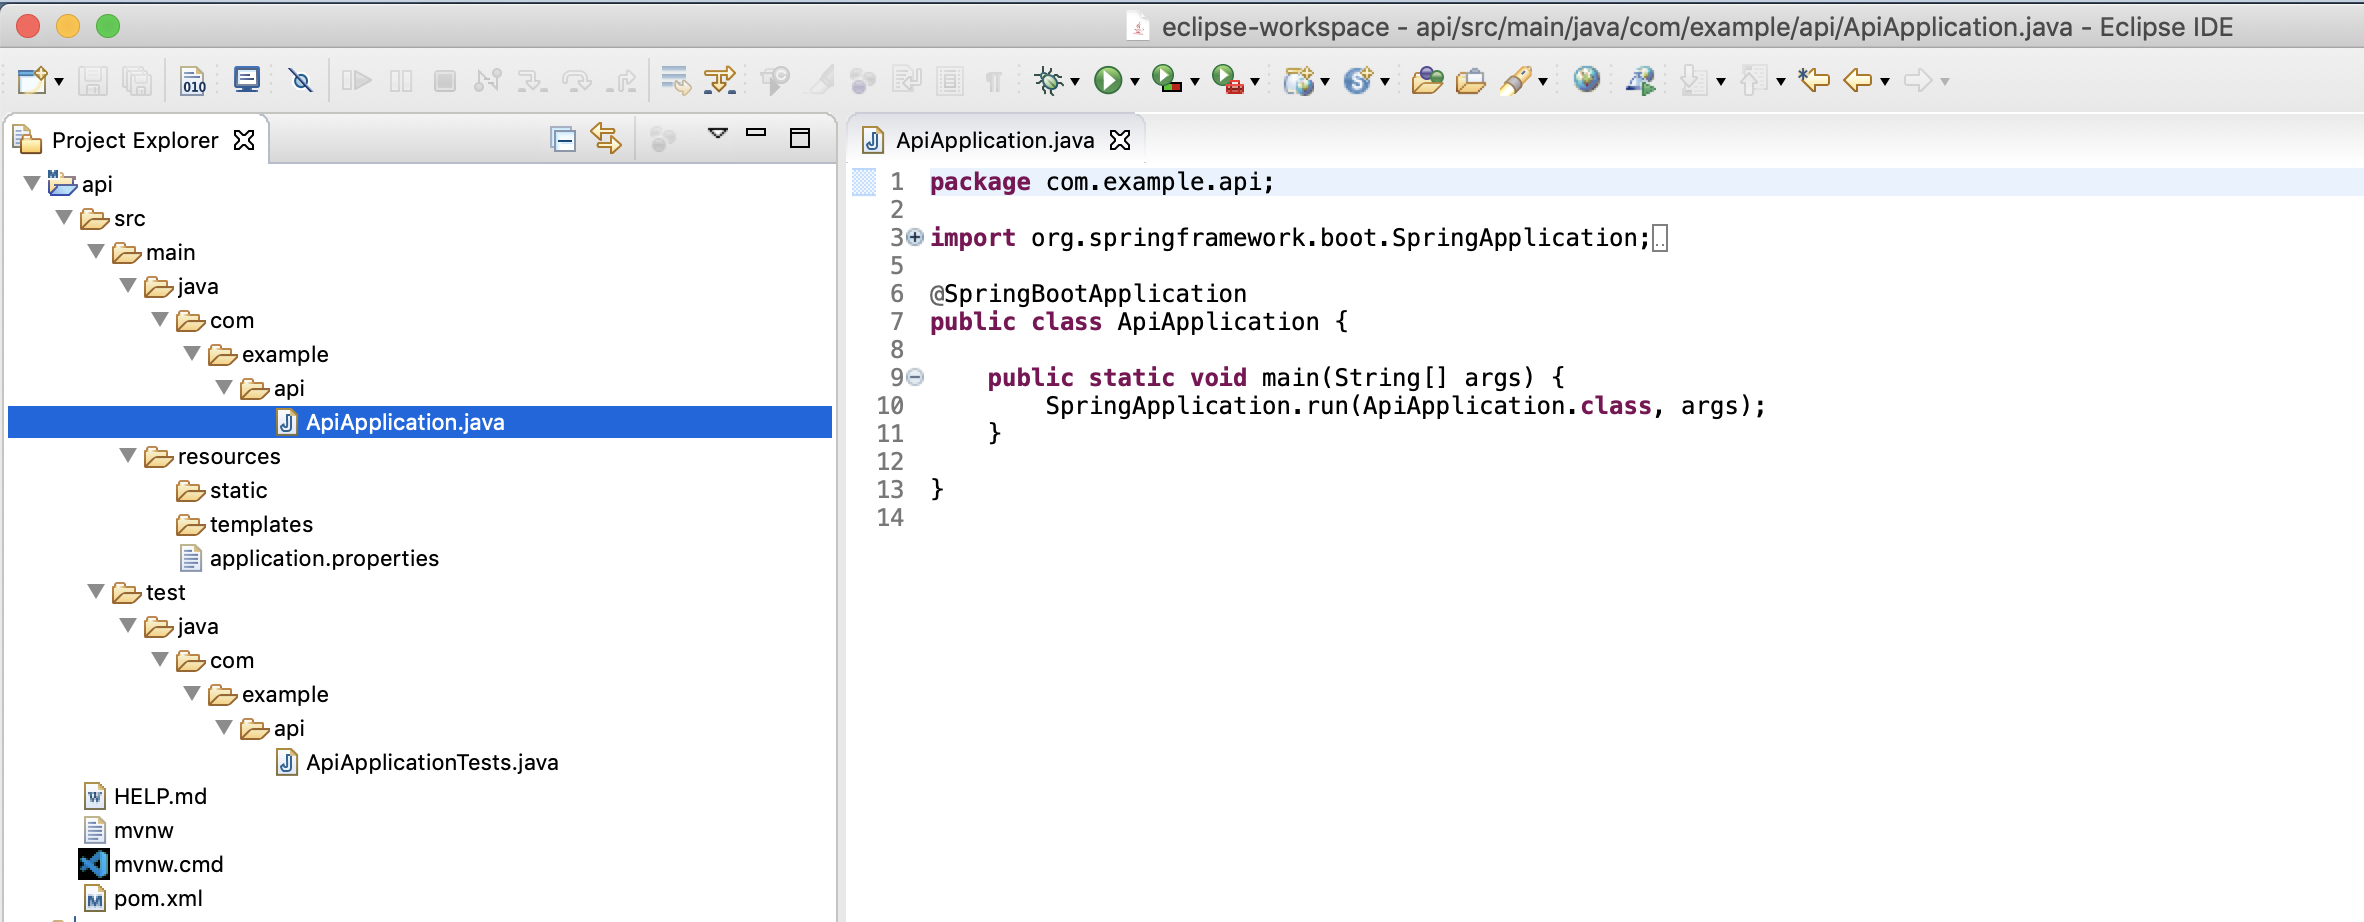 eclipse-workspace - api/src/main/java/com/example/api/ApiApplication.java - Eclipse IDE
010
Project Explorer
api
src
main
java
com
example
api
ApiApplication.java
resources
static
templates
application.properties
test
java
com
example
api
ApiApplicationTests.java
HELP.md
mvnw
mvnw.cmd
pom.xml
ApiApplication.java
1 package com.example.api;
2
3 import org.springframework.boot.SpringApplication;..
5
6 @SpringBootApplication
7 public class ApiApplication {
8
9 public static void main(String[] args) {
10 SpringApplication.run(ApiApplication.class, args);
11 }
12
13 }
14